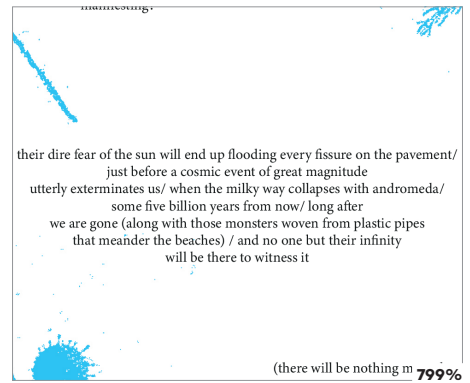 manifesting?
their dire fear of the sun will end up flooding every fissure on the pavement/
just before a cosmic event of great magnitude
utterly exterminates us/ when the milky way collapses with andromeda/
some five billion years from now/ long after
we are gone (along with those monsters woven from plastic pipes
that meander the beaches) / and no one but their infinity
will be there to witness it
(there will be nothing m
799%